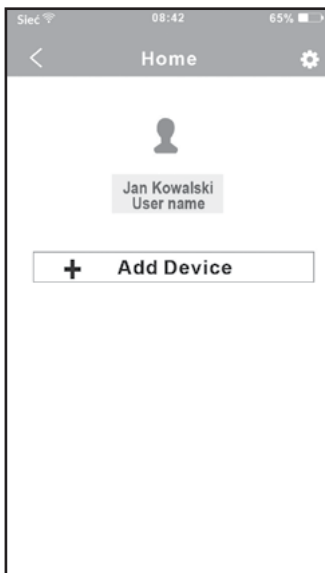 Sieć 08:42 65%
Home
Jan Kowalski
User name
+ Add Device